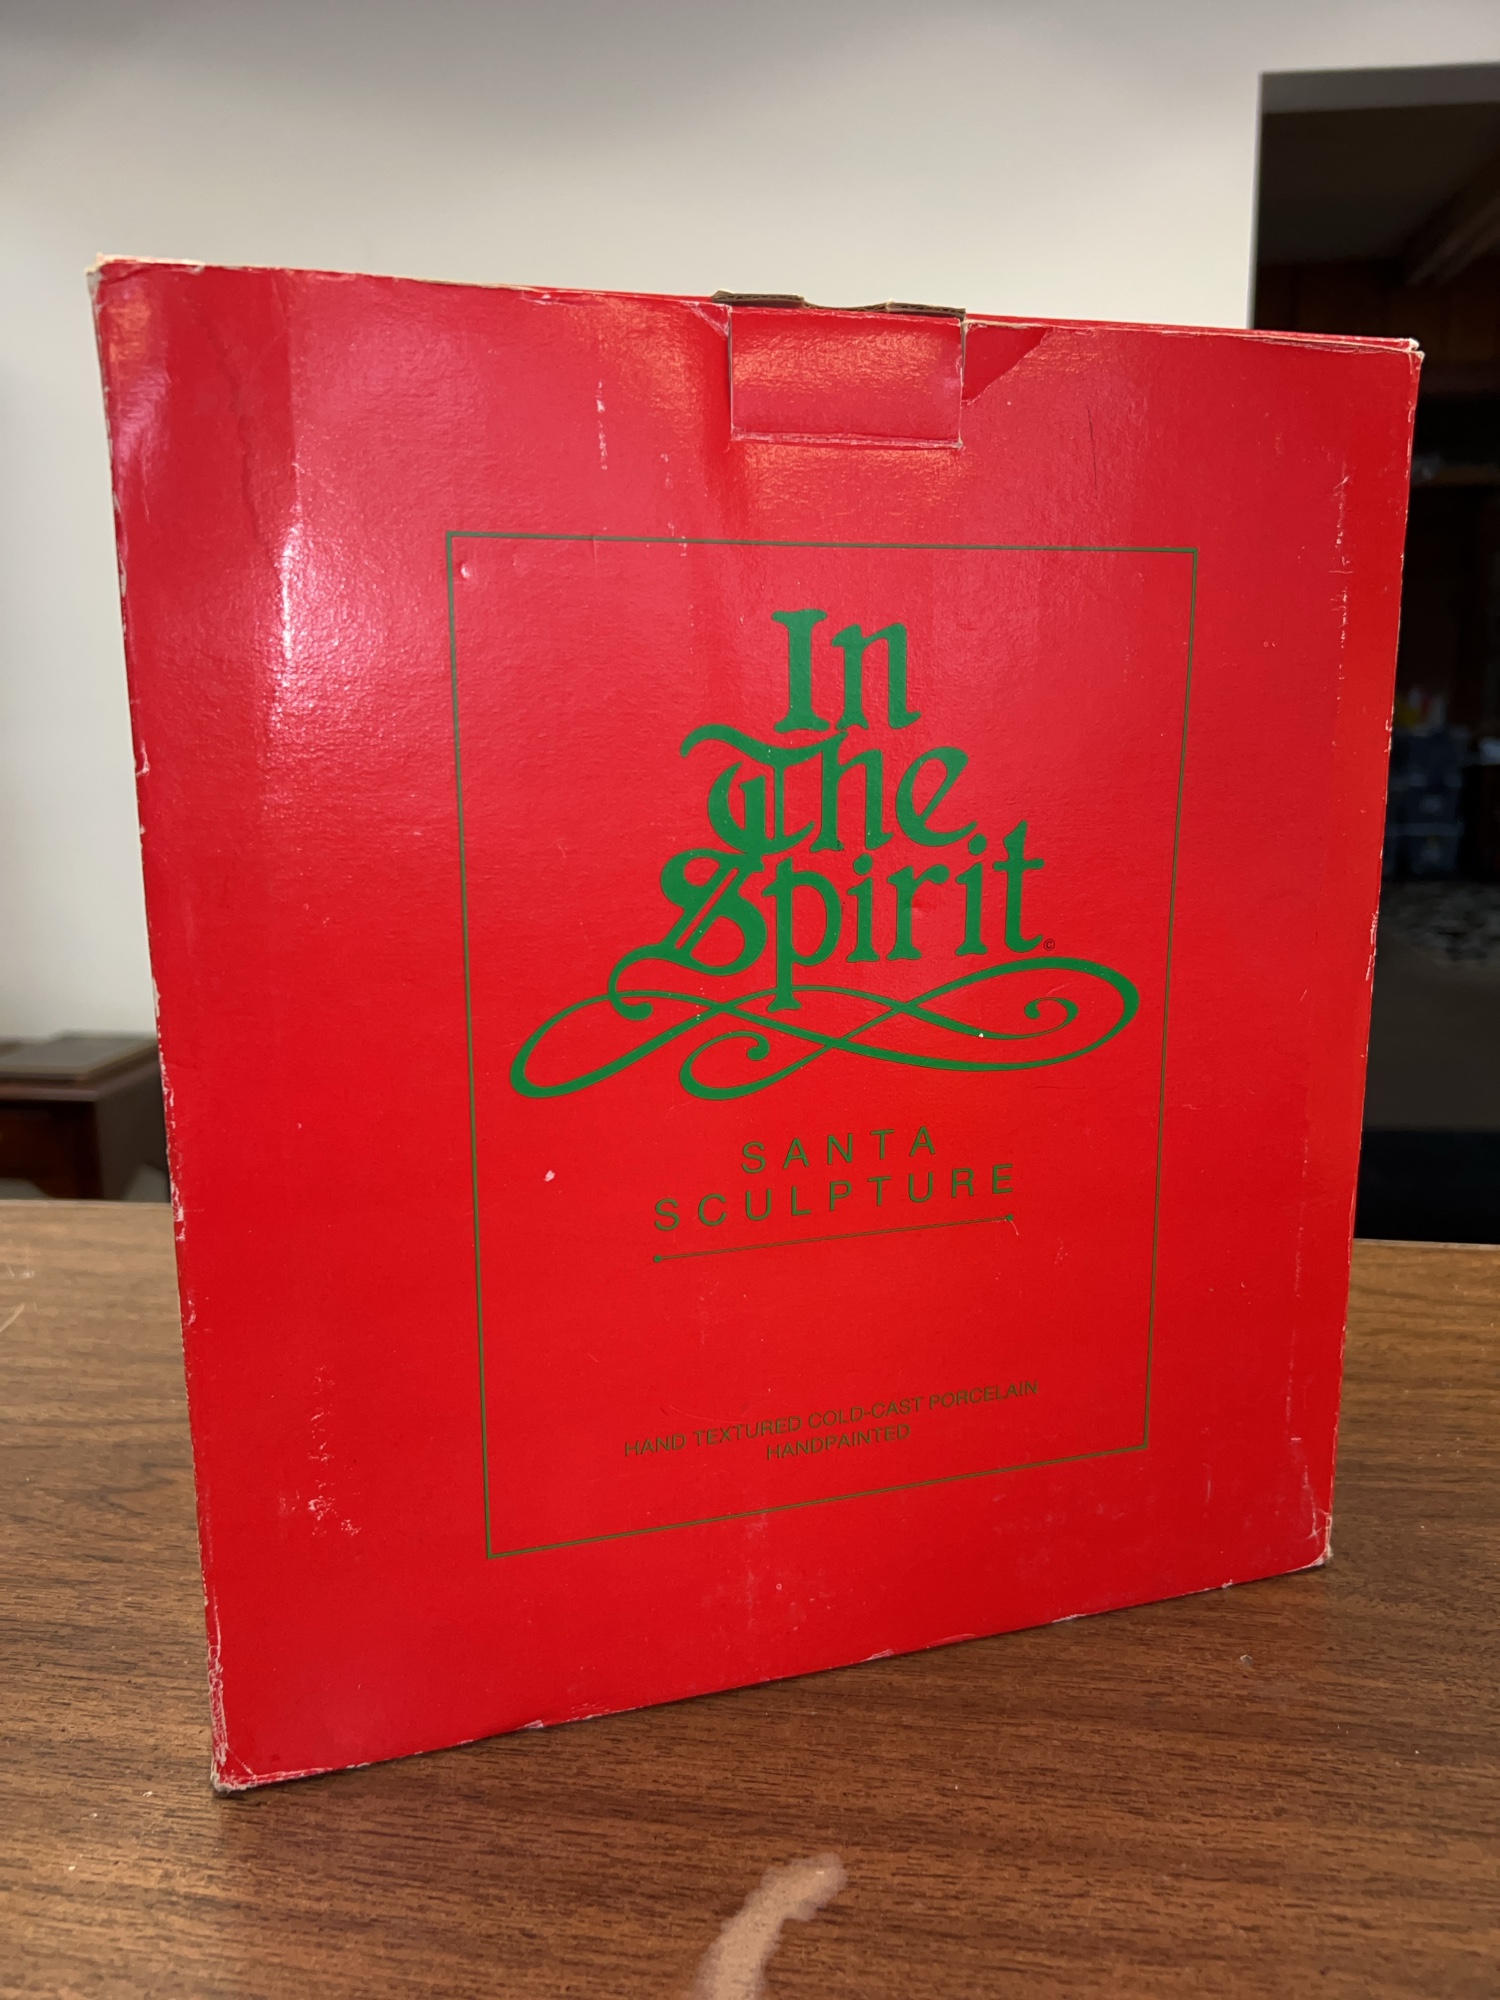 In
The
Spirit©
SANTA
SCULPTURE
HAND TEXTURED COLD-CAST PORCELAIN
HANDPAINTED